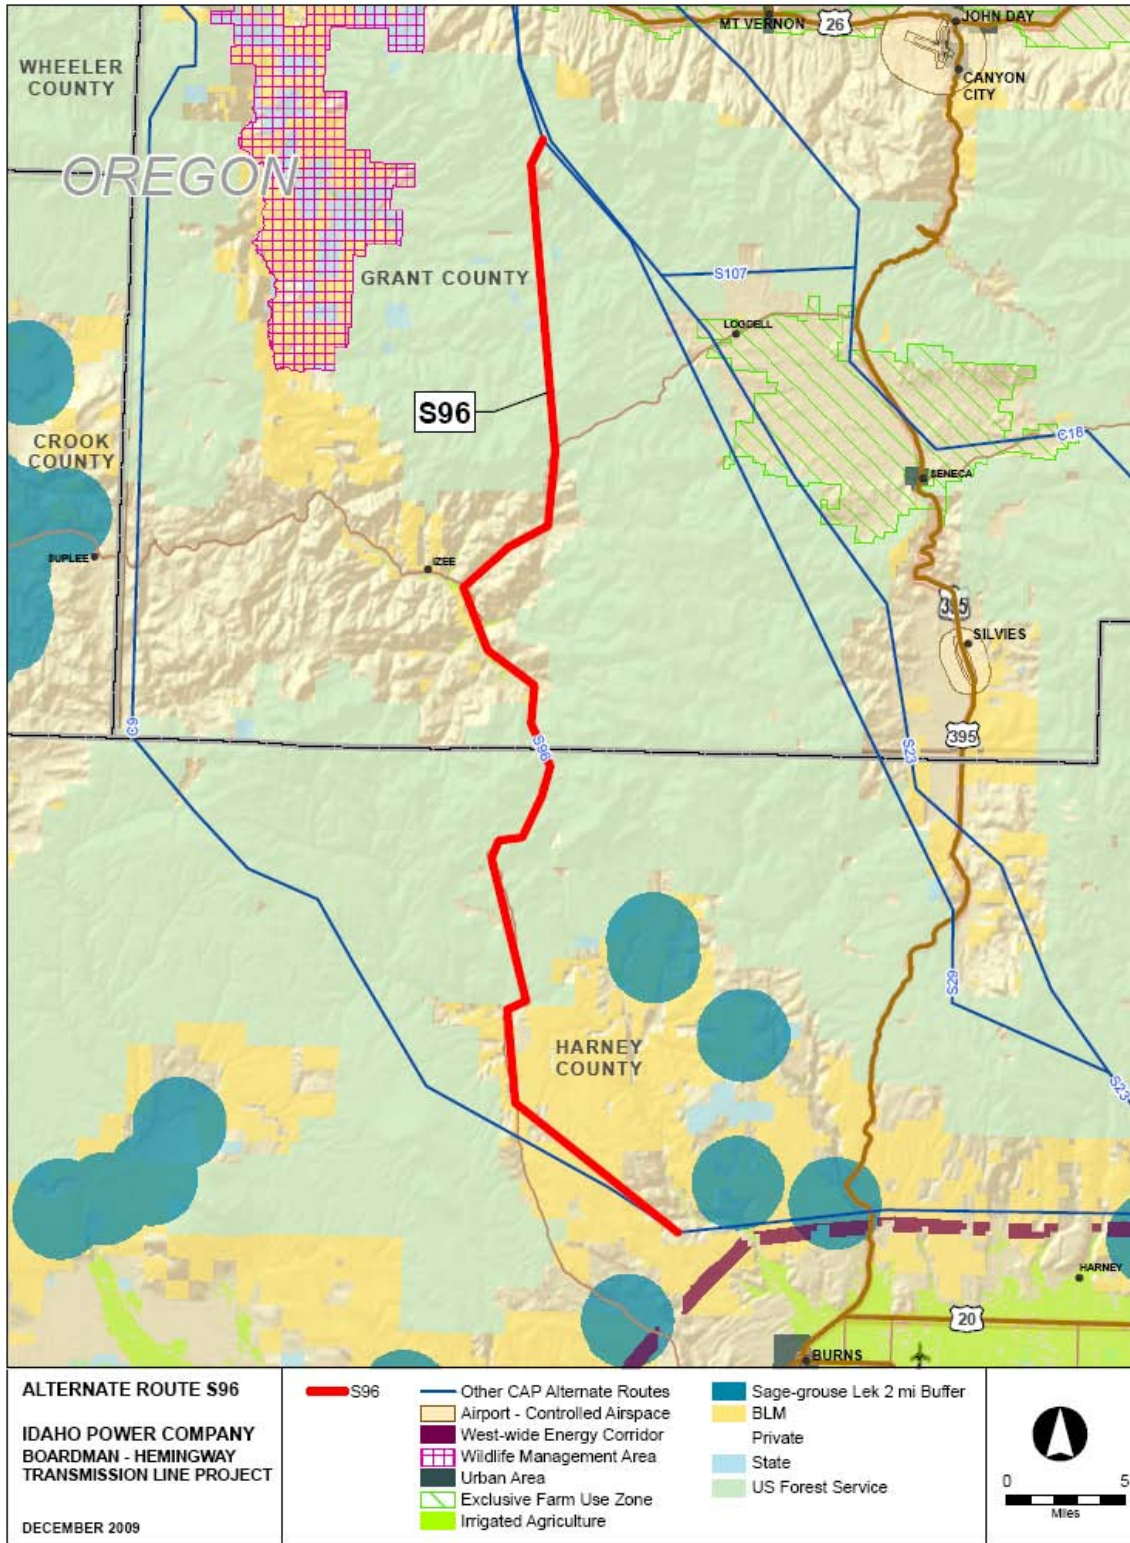 MT VERNON
26
JOHN DAY
WHEELER
COUNTY
CANYON
CITY
OREGON
GRANT COUNTY
S107
LOGDELL
S96
CROOK
COUNTY
C18
SENECA
SUPLEE
IZEE
395
SILVIES
C9
S96
395
S23
S29
HARNEY
COUNTY
S23
HARNEY
20
BURNS
ALTERNATE ROUTE S96
IDAHO POWER COMPANY
BOARDMAN - HEMINGWAY
TRANSMISSION LINE PROJECT
DECEMBER 2009
S96
Other CAP Alternate Routes
Airport - Controlled Airspace
West-wide Energy Corridor
Wildlife Management Area
Urban Area
Exclusive Farm Use Zone
Irrigated Agriculture
Sage-grouse Lek 2 mi Buffer
BLM
Private
State
US Forest Service
0 5
Miles